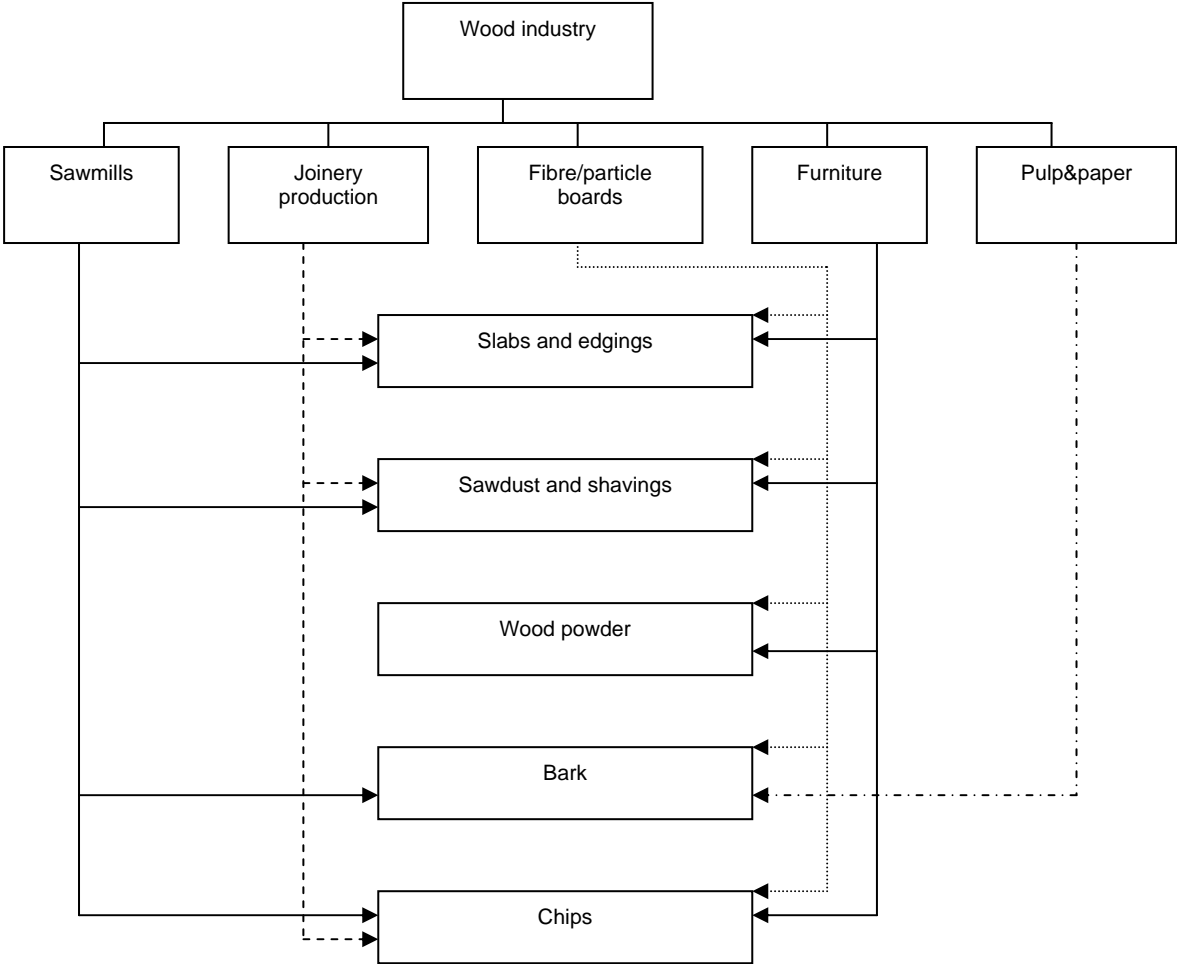 Wood industry
Sawmills
Joinery
production
Fibre/particle
boards
Furniture
Pulp&paper
Slabs and edgings
Sawdust and shavings
Wood powder
Bark
Chips